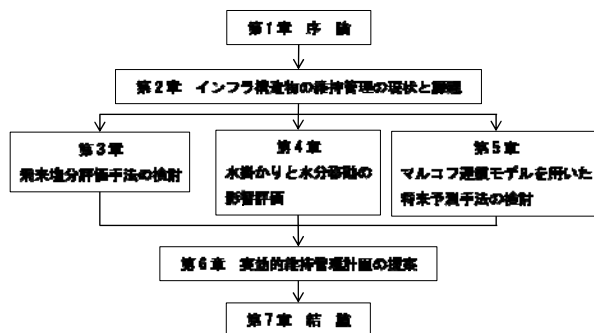 第1章 序 論
第2章 インフラ構造物の維持管理の現状と課題
第3章
飛来塩分評価手法の検討
第4章
水掛かりと水分移動の
影響評価
第5章
マルコフ連鎖モデルを用いた
将来予測手法の検討
第6章 実効的維持管理計画の提案
第7章 結 論